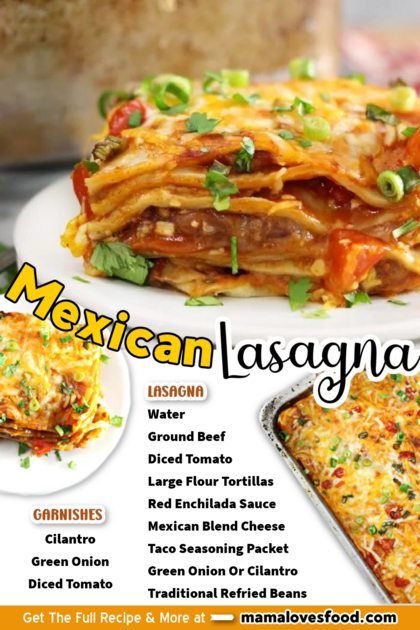 Mexican Lasagna
LASAGNA
Water
Ground Beef
Diced Tomato
Large Flour Tortillas
Red Enchilada Sauce
Mexican Blend Cheese
Taco Seasoning Packet
Green Onion Or Cilantro
Traditional Refried Beans
GARNISHES
Cilantro
Green Onion
Diced Tomato
Get The Full Recipe & More at — mamalovesfood.com